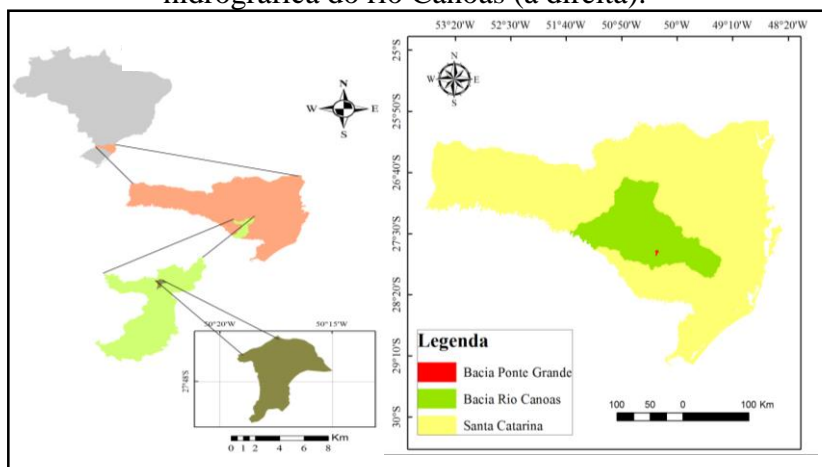 hidrográfica do rio Canoas (à direita).
N
W E
S
50°20'W 50°15'W
27°48'S
0 1 2 4 6 8 Km
53°20'W 52°30'W 51°40'W 50°50'W 50°W 49°10'W 48°20'W
N
W E
S
25°S
25°50'S
26°40'S
27°30'S
28°20'S
29°10'S
30°S
Legenda
Bacia Ponte Grande
Bacia Rio Canoas
Santa Catarina
100 50 0 100 Km